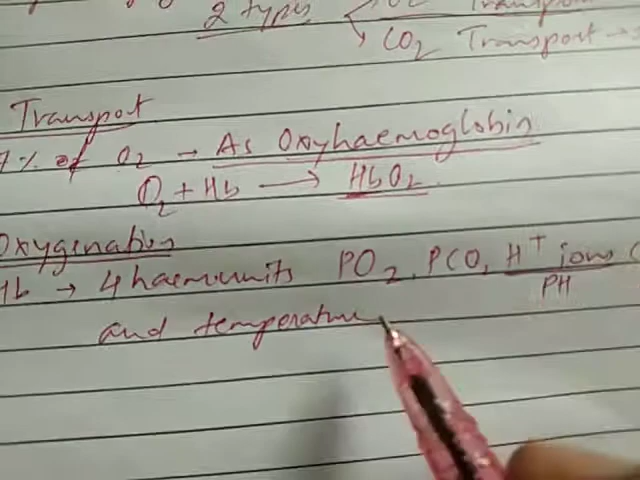 2 types
CO2 Transport →
Transport
7% of O2 → As Oxyhaemoglobin
O2 + Hb → HbO2
Oxygenation
Hb → 4 haemunits PO2, PCO2 H+ ions (
PH
and temperature